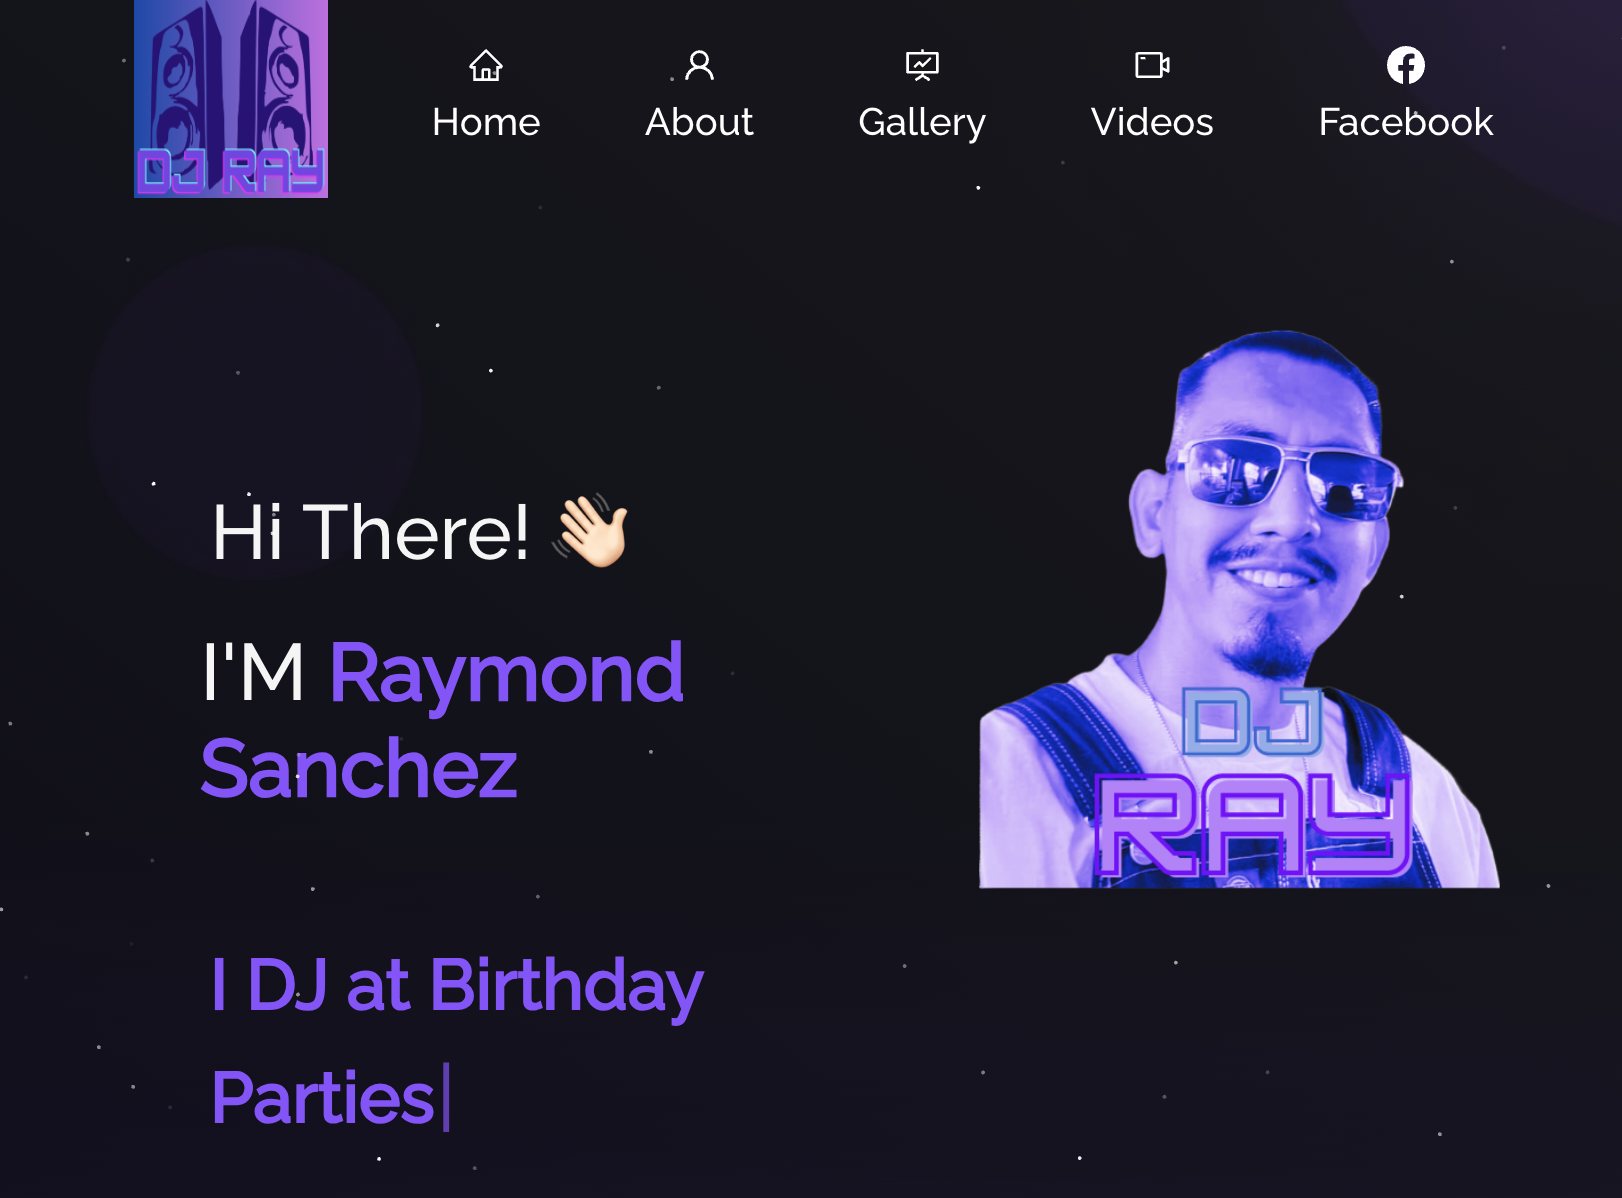 DJ RAY
Home
About
Gallery
Videos
Facebook
Hi There! 👋🏻
I'M Raymond
Sanchez
DJ
RAY
I DJ at Birthday
Parties